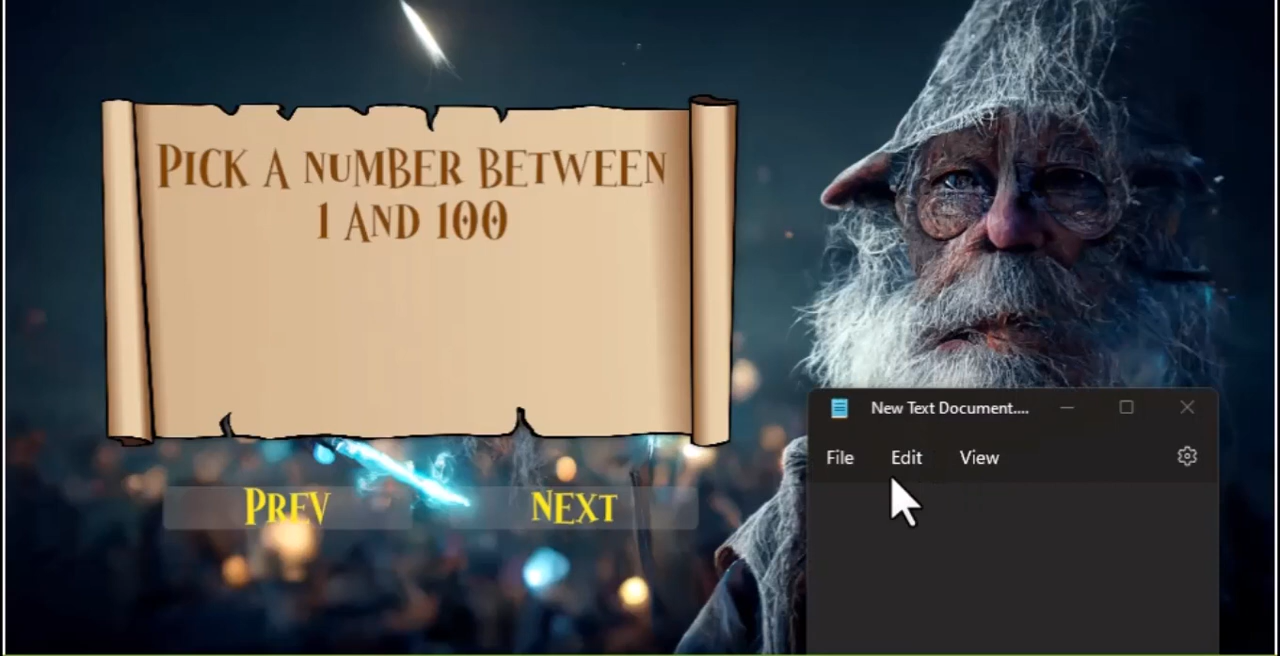 PICK A NUMBER BETWEEN
1 AND 100
PREV
NEXT
New Text Document....
File
Edit
View